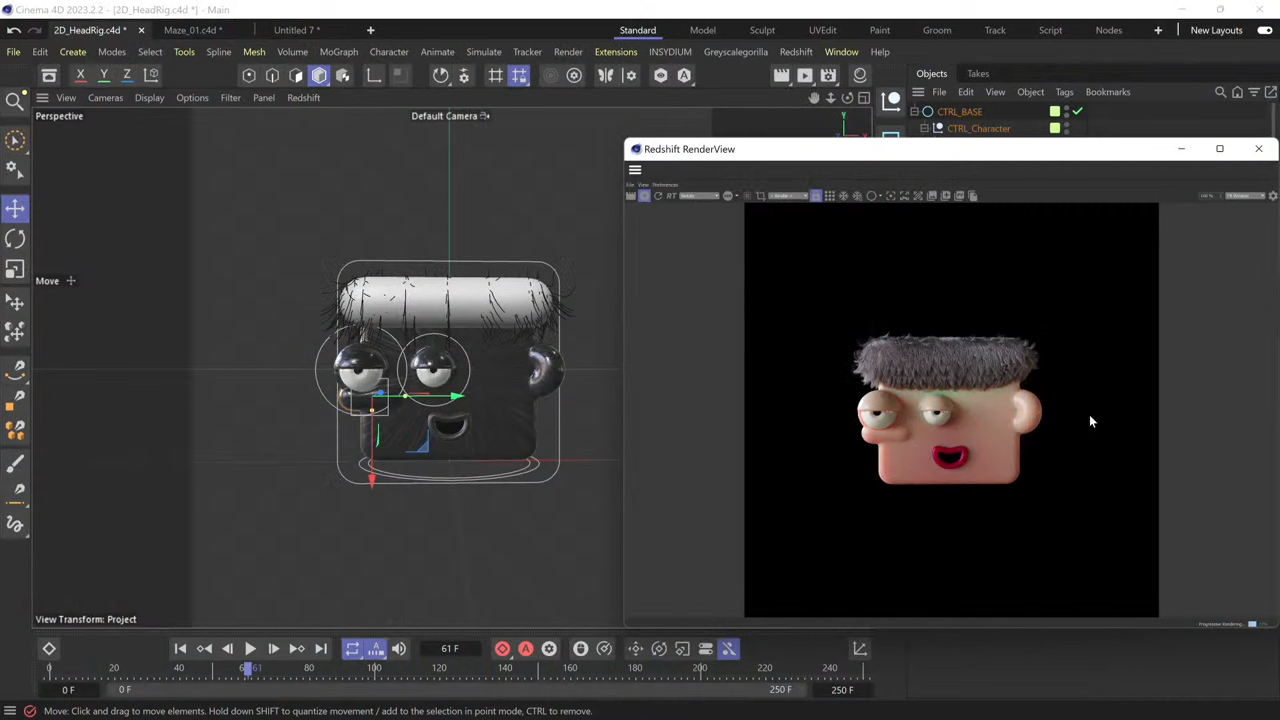 Cinema 4D 2023.2.2 - [2D_HeadRig.c4d *] - Main
2D_HeadRig.c4d * Maze_01.c4d * Untitled 7 * Standard Model Sculpt UVEdit Paint Groom Track Script Nodes New Layouts
File Edit Create Modes Select Tools Spline Mesh Volume MoGraph Character Animate Simulate Tracker Render Extensions INSYDIUM Greyscalegorilla Redshift Window Help
X Y Z
Objects Takes
View Cameras Display Options Filter Panel Redshift
File Edit View Object Tags Bookmarks
Perspective
Default Camera
Y
CTRL_BASE
CTRL_Character
Redshift RenderView
File View Preferences
RT
Move
View Transform: Project
61 F
0 20 40 61 80 100 120 140 160 180 200 220 240
0 F 0 F 250 F 250 F
Move: Click and drag to move elements. Hold down SHIFT to quantize movement / add to the selection in point mode, CTRL to remove.